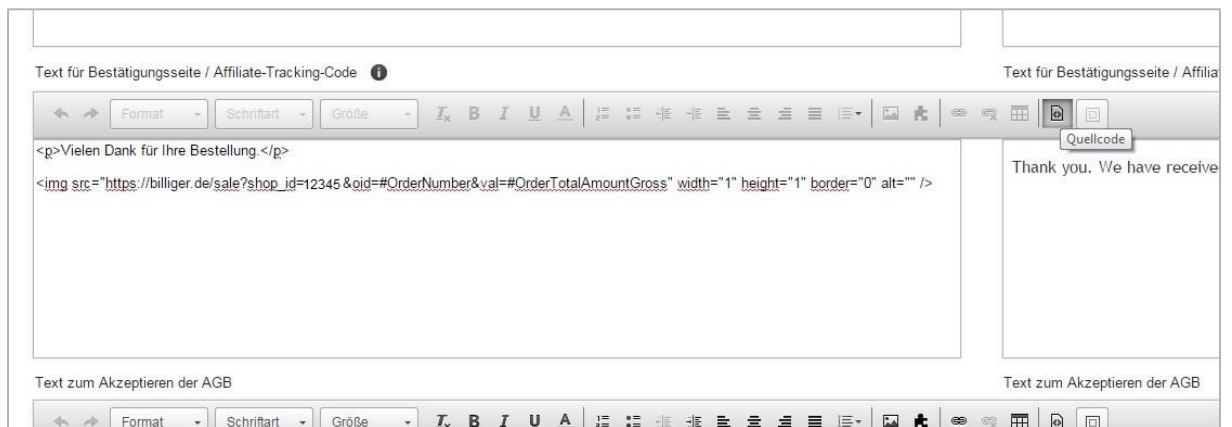 Text für Bestätigungsseite / Affiliate-Tracking-Code i
Text für Bestätigungsseite / Affilia
Format Schriftart Größe
Quellcode
<p>Vielen Dank für Ihre Bestellung.</p>
<img src="https://billiger.de/sale?shop_id=12345 &oid=#OrderNumber&val=#OrderTotalAmountGross" width="1" height="1" border="0" alt="" />
Thank you. We have receive
Text zum Akzeptieren der AGB
Text zum Akzeptieren der AGB
Format Schriftart Größe